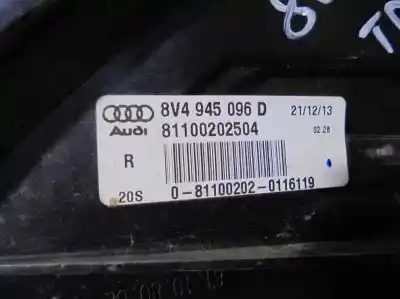 8V4 945 096 D 21/12/13
Audi 81100202504 02.28
R
20S 0-81100202-0116119